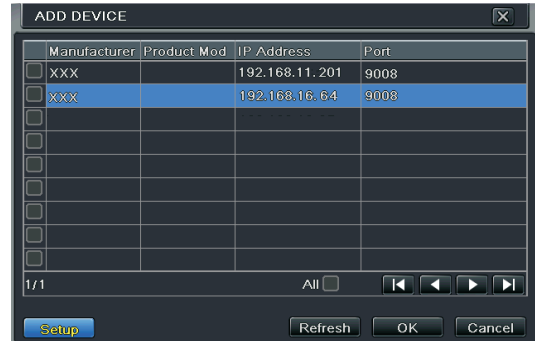 ADD DEVICE
Manufacturer Product Mod IP Address Port
XXX 192.168.11.201 9008
XXX 192.168.16.64 9008
1/1 All
Setup Refresh OK Cancel